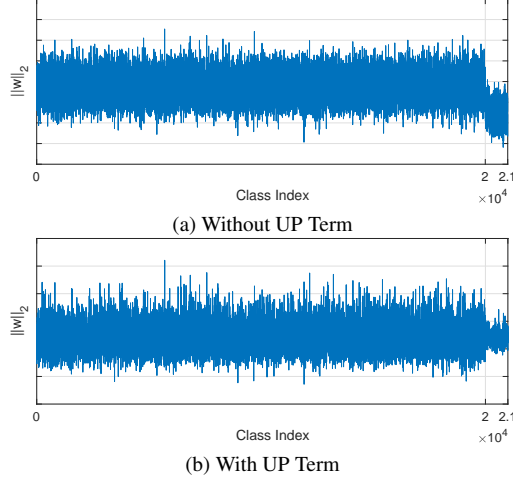 ||w||₂
0
2
2.1
×10⁴
Class Index
(a) Without UP Term
||w||₂
0
2
2.1
×10⁴
Class Index
(b) With UP Term